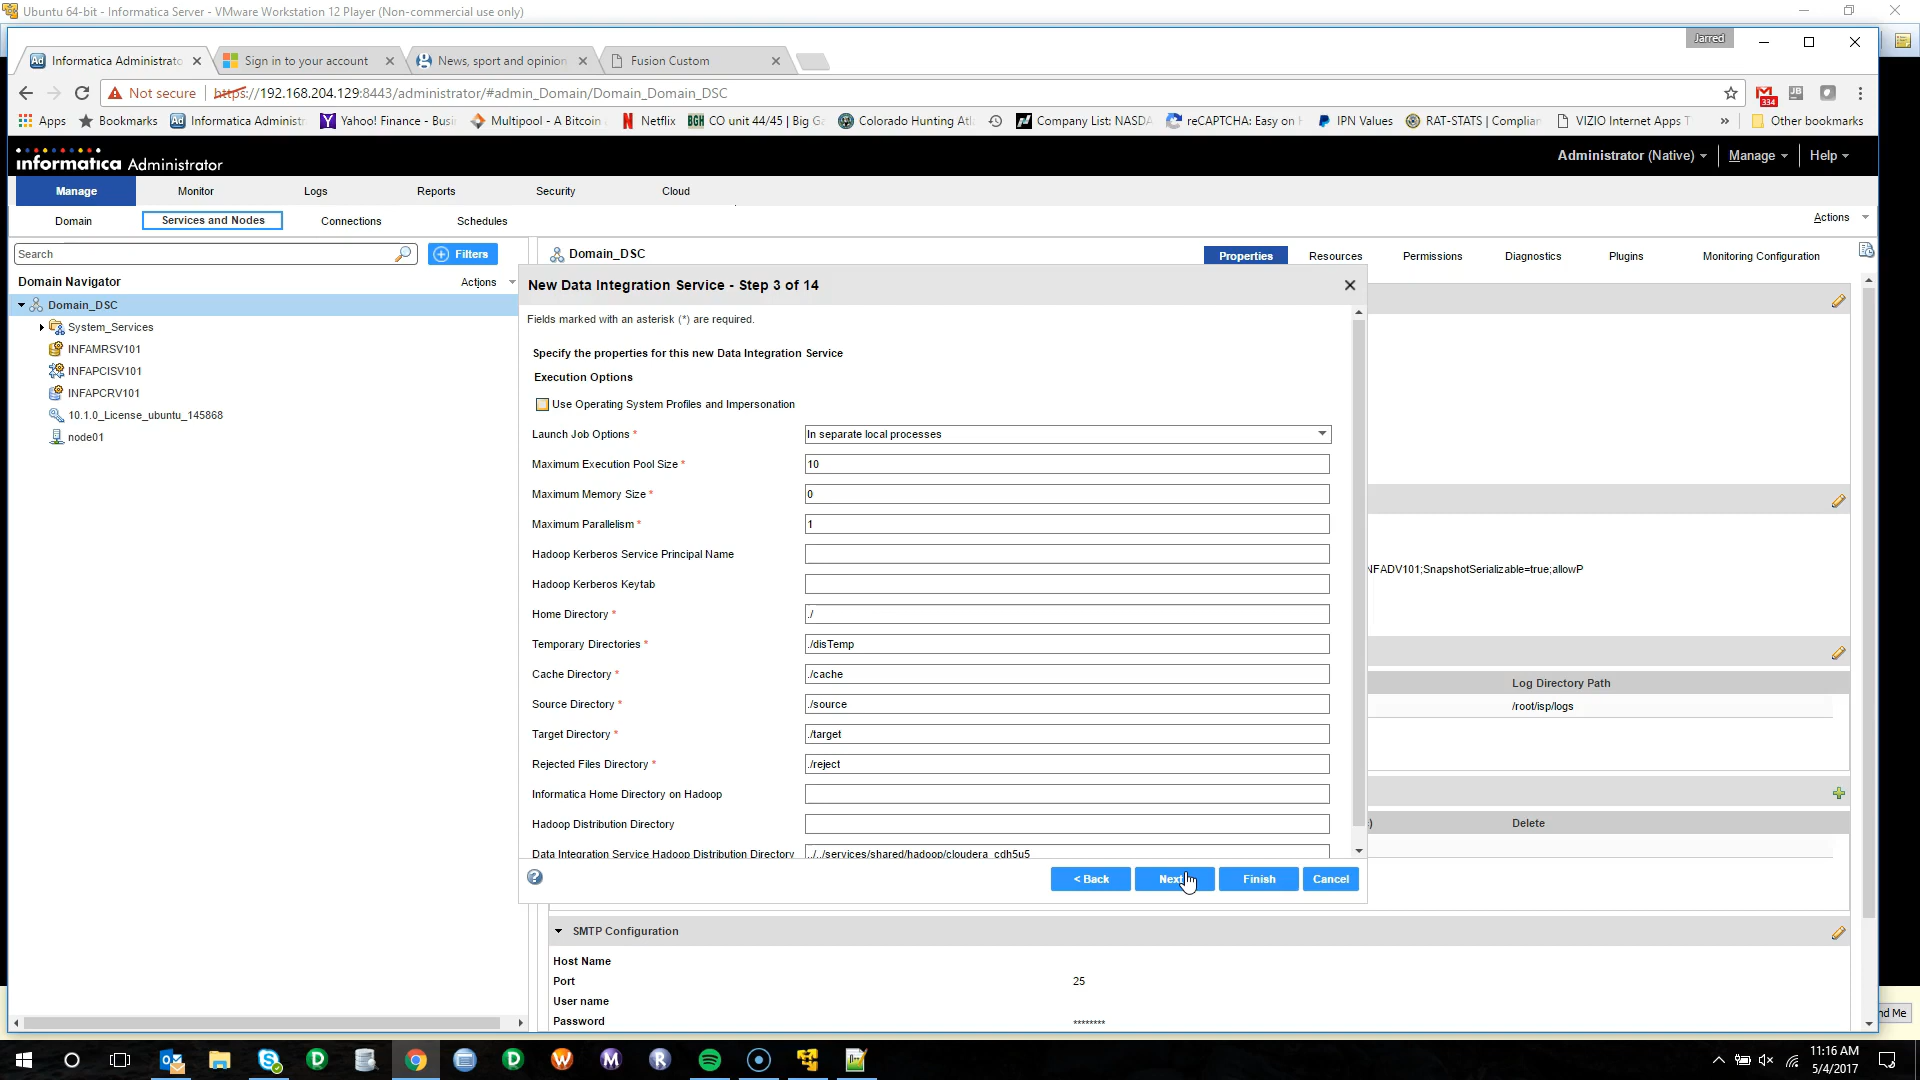 Ubuntu 64-bit - Informatica Server - VMware Workstation 12 Player (Non-commercial use only)
Jarred
Informatica Administrato
Sign in to your account
News, sport and opinion
Fusion Custom
Not secure
https://192.168.204.129:8443/administrator/#admin_Domain/Domain_Domain_DSC
334
Apps
Bookmarks
Informatica Administ
Yahoo! Finance - Busi
Multipool - A Bitcoin
Netflix
CO unit 44/45 | Big G
Colorado Hunting Atl
Company List: NASDA
reCAPTCHA: Easy on
IPN Values
RAT-STATS | Complian
VIZIO Internet Apps T
»
Other bookmarks
informatica Administrator
Administrator (Native)
Manage
Help
Manage
Monitor
Logs
Reports
Security
Cloud
Domain
Services and Nodes
Connections
Schedules
Actions
Search
Filters
Domain_DSC
Properties
Resources
Permissions
Diagnostics
Plugins
Monitoring Configuration
Domain Navigator
Actions
Domain_DSC
System_Services
INFAMRSV101
INFAPCISV101
INFAPCRV101
10.1.0_License_ubuntu_145868
node01
New Data Integration Service - Step 3 of 14
Fields marked with an asterisk (*) are required.
Specify the properties for this new Data Integration Service
Execution Options
Use Operating System Profiles and Impersonation
Launch Job Options *
In separate local processes
Maximum Execution Pool Size *
10
Maximum Memory Size *
0
Maximum Parallelism *
1
Hadoop Kerberos Service Principal Name
Hadoop Kerberos Keytab
Home Directory *
./
Temporary Directories *
./disTemp
Cache Directory *
./cache
Source Directory *
./source
Target Directory *
./target
Rejected Files Directory *
./reject
Informatica Home Directory on Hadoop
Hadoop Distribution Directory
Data Integration Service Hadoop Distribution Directory
../../services/shared/hadoop/cloudera_cdh5u5
< Back
Next
Finish
Cancel
NFADV101;SnapshotSerializable=true;allowP
Log Directory Path
/root/isp/logs
)
Delete
SMTP Configuration
Host Name
Port
25
User name
Password
********
nd Me
11:16 AM
5/4/2017